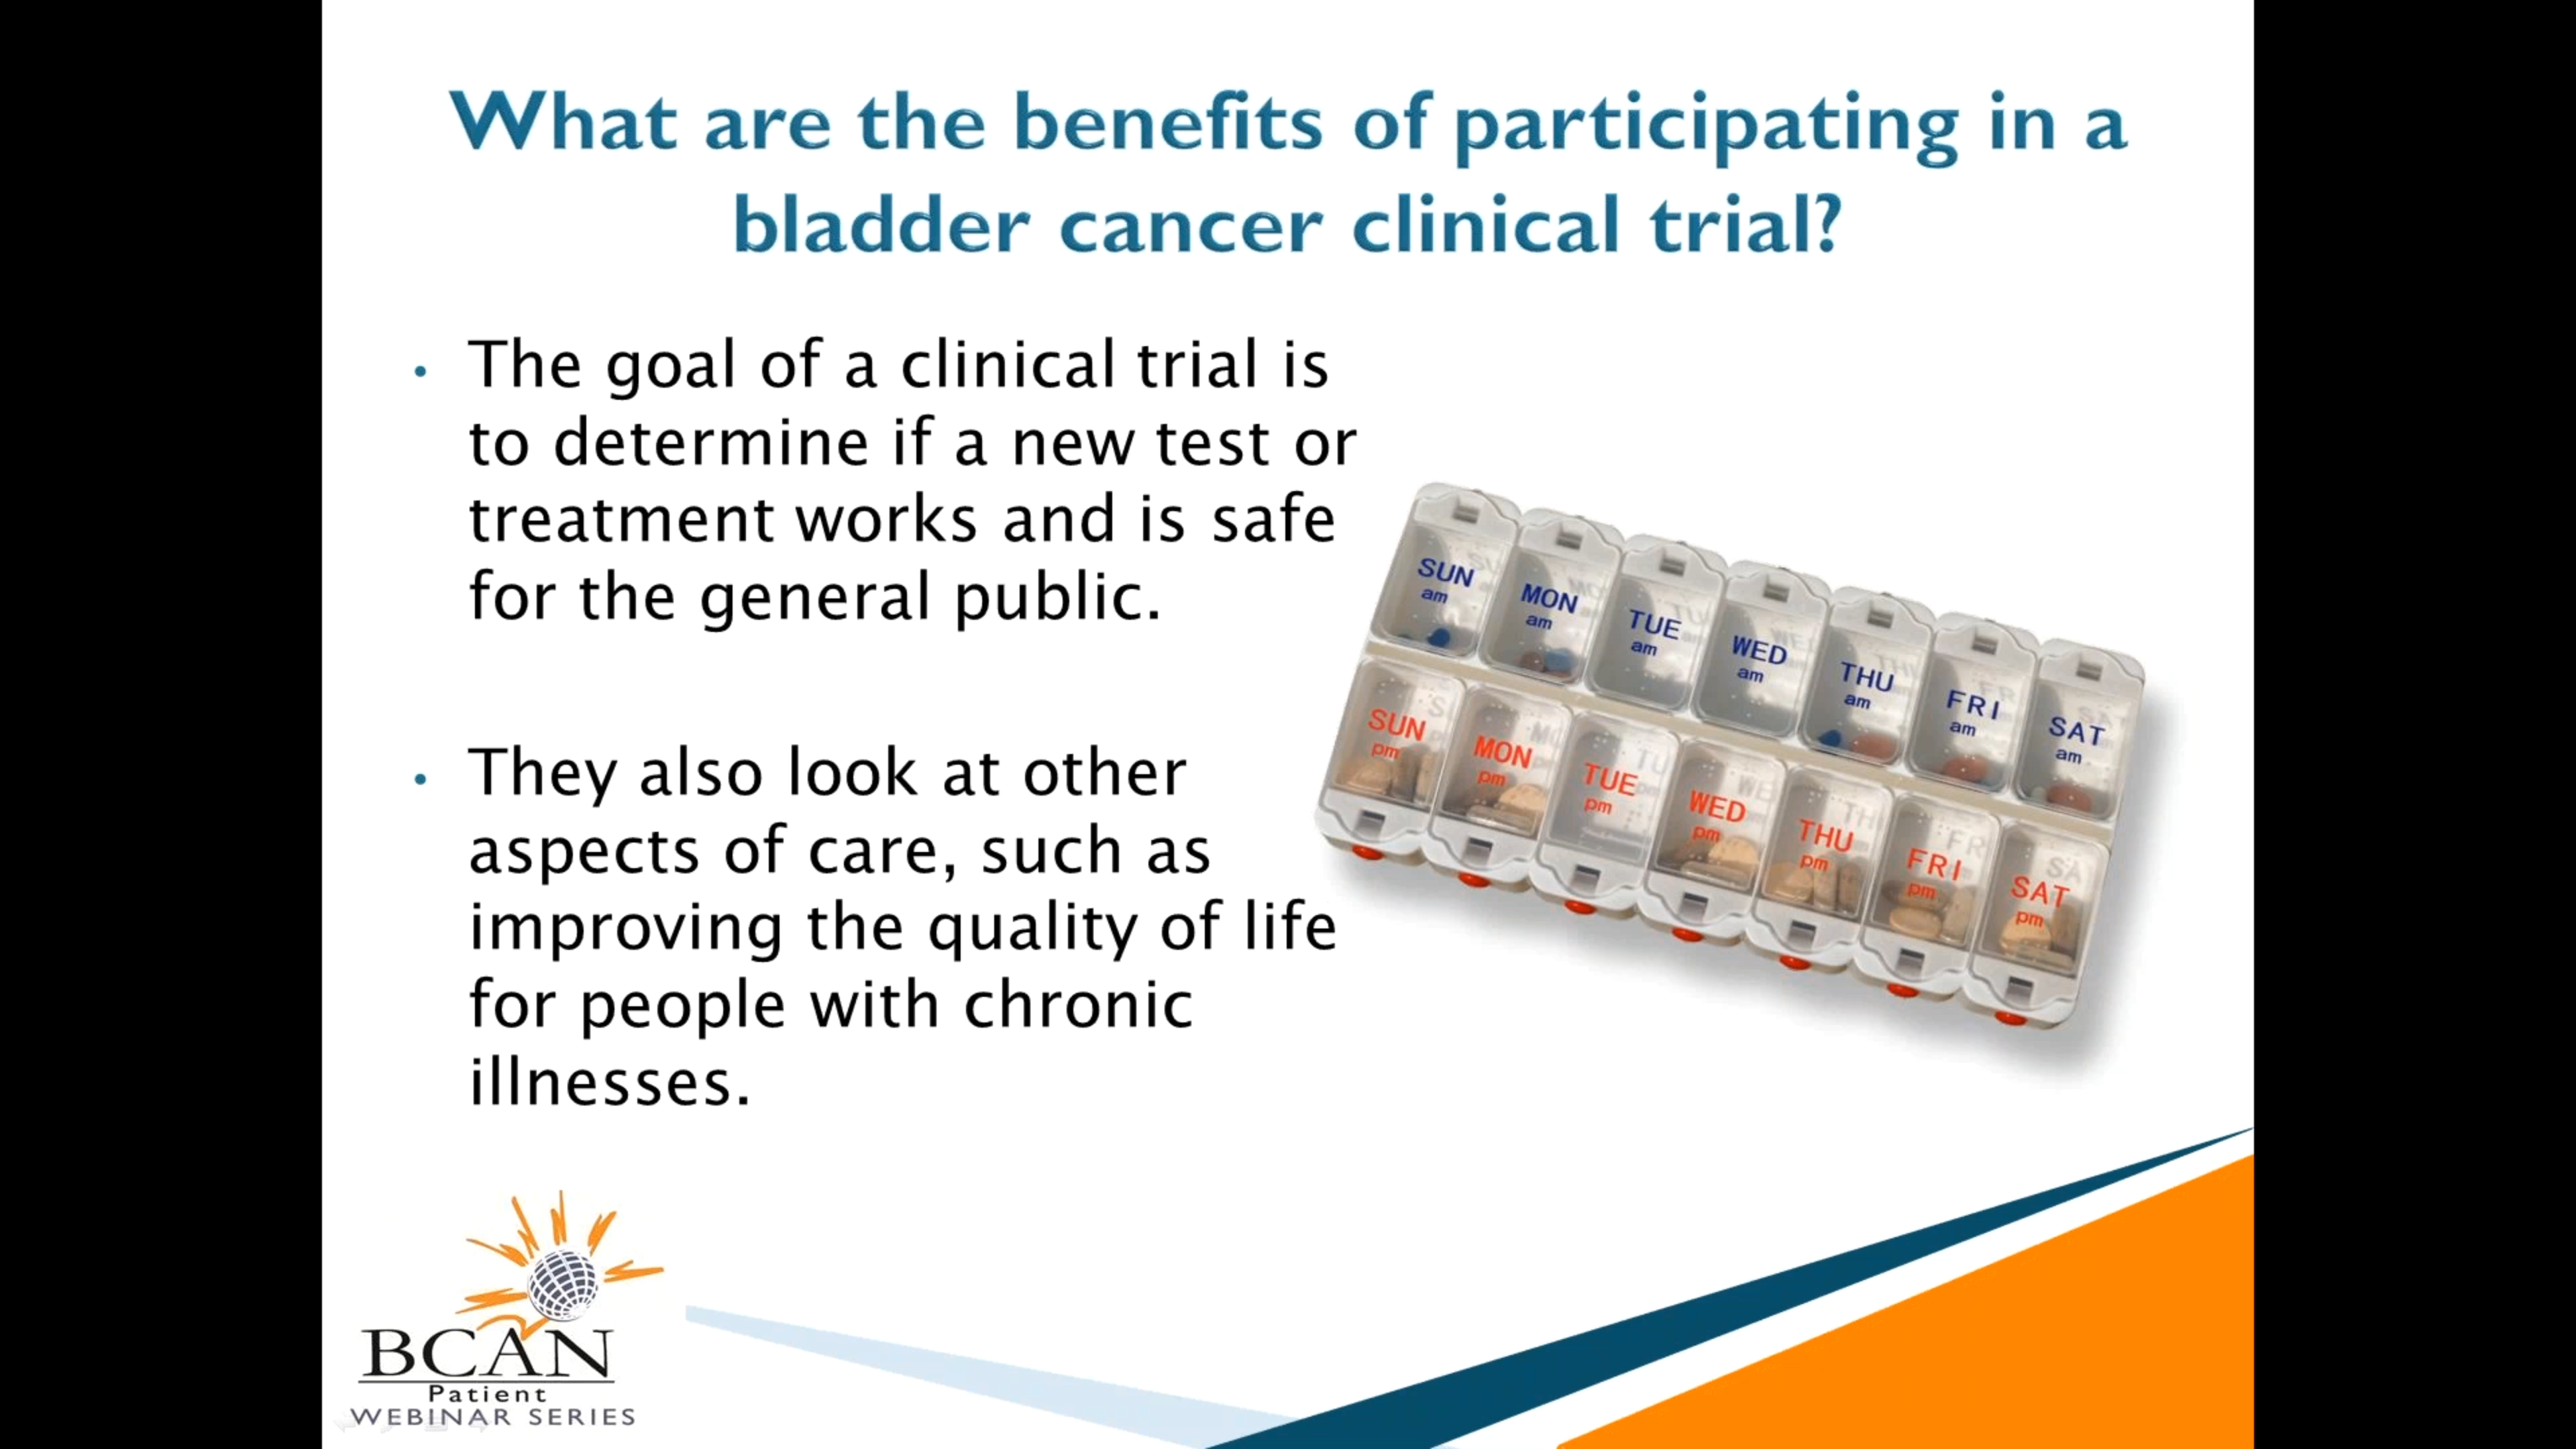 What are the benefits of participating in a
bladder cancer clinical trial?
• The goal of a clinical trial is
to determine if a new test or
treatment works and is safe
for the general public.
• They also look at other
aspects of care, such as
improving the quality of life
for people with chronic
illnesses.
SUN am
MON am
TUE am
WED am
THU am
FRI am
SAT am
SUN pm
MON pm
TUE pm
WED pm
THU pm
FRI pm
SAT pm
BCAN
Patient
WEBINAR SERIES